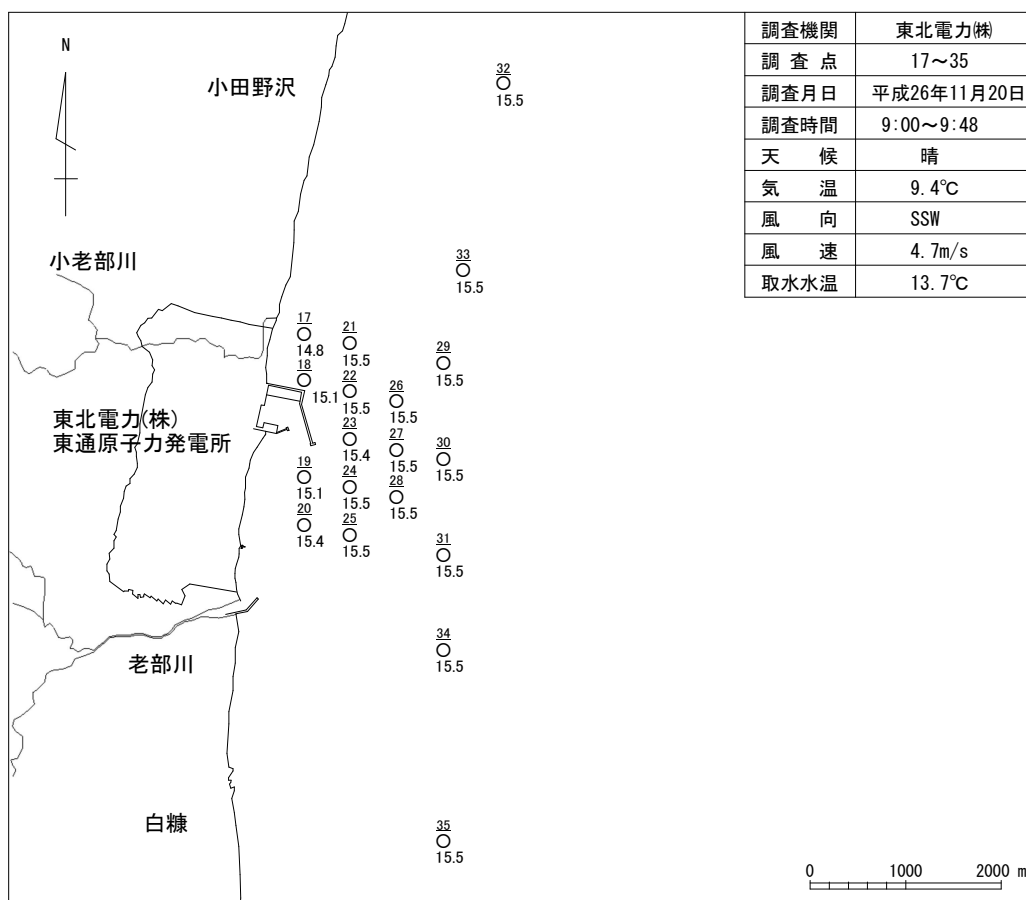 調査機関 東北電力㈱
調査点 17～35
調査月日 平成26年11月20日
調査時間 9:00～9:48
天候 晴
気温 9.4℃
風向 SSW
風速 4.7m/s
取水水温 13.7℃
N
小田野沢
32
15.5
小老部川
33
15.5
17
14.8
21
15.5
29
15.5
18
15.1
22
15.5
26
15.5
東北電力(株)
東通原子力発電所
23
15.4
27
15.5
30
15.5
19
15.1
24
15.5
28
15.5
20
15.4
25
15.5
31
15.5
老部川
34
15.5
白糠
35
15.5
0 1000 2000 m